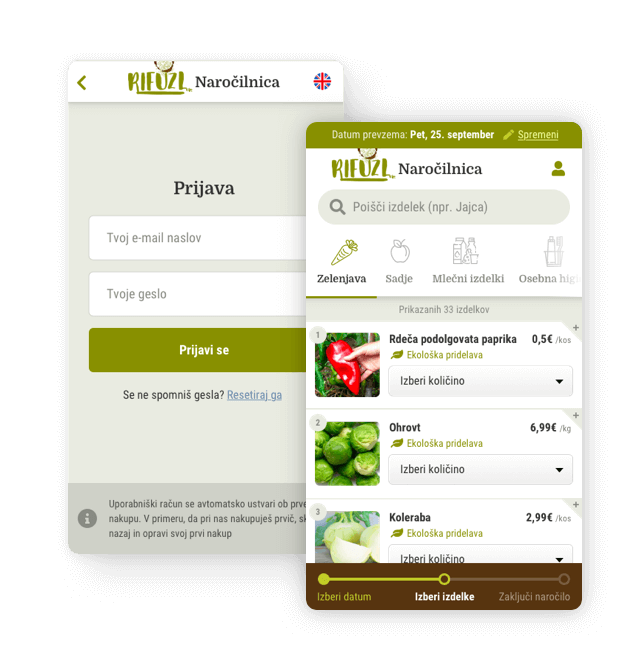 RIFUZL Naročilnica
Prijava
Tvoj e-mail naslov
Tvoje geslo
Prijavi se
Se ne spomniš gesla? Resetiraj ga
Uporabniški račun se avtomatsko ustvari ob prve
nakupu. V primeru, da pri nas nakupuješ prvič, sk
nazaj in opravi svoj prvi nakup
Datum prevzema: Pet, 25. september Spremeni
RIFUZL Naročilnica
Poišči izdelek (npr. Jajca)
Zelenjava Sadje Mlečni izdelki Osebna higi
Prikazanih 33 izdelkov
1 Rdeča podolgovata paprika 0,5€ /kos +
Ekološka pridelava
Izberi količino
2 Ohrovt 6,99€ /kg +
Ekološka pridelava
Izberi količino
3 Koleraba 2,99€ /kos +
Ekološka pridelava
Izberi količino
Izberi datum Izberi izdelke Zaključi naročilo